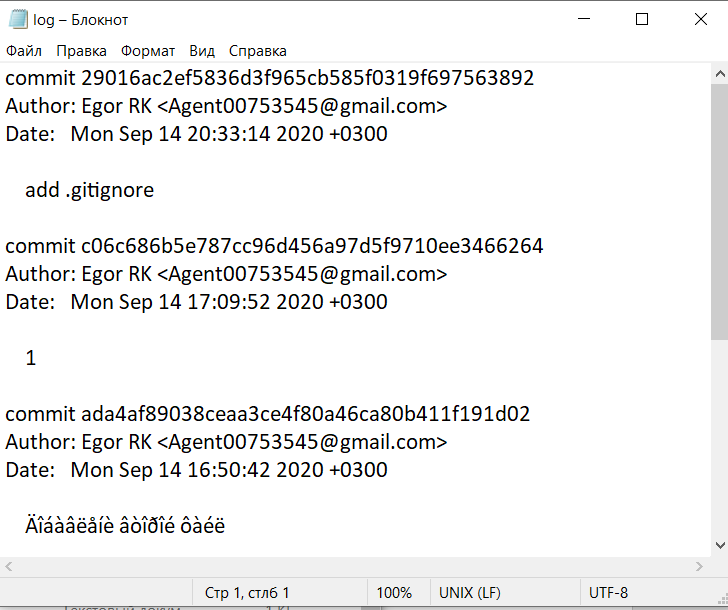 log – Блокнот
Файл Правка Формат Вид Справка
commit 29016ac2ef5836d3f965cb585f0319f697563892
Author: Egor RK <Agent00753545@gmail.com>
Date: Mon Sep 14 20:33:14 2020 +0300
add .gitignore
commit c06c686b5e787cc96d456a97d5f9710ee3466264
Author: Egor RK <Agent00753545@gmail.com>
Date: Mon Sep 14 17:09:52 2020 +0300
1
commit ada4af89038ceaa3ce4f80a46ca80b411f191d02
Author: Egor RK <Agent00753545@gmail.com>
Date: Mon Sep 14 16:50:42 2020 +0300
Äîáàâëåíè âòîðîé ôàéë
Стр 1, стлб 1 100% UNIX (LF) UTF-8